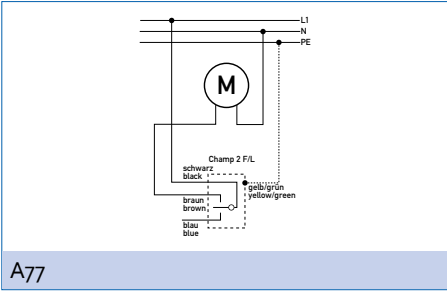 L1
N
PE
M
Champ 2 F/L
schwarz
black
gelb/grün
yellow/green
braun
brown
blau
blue
A77